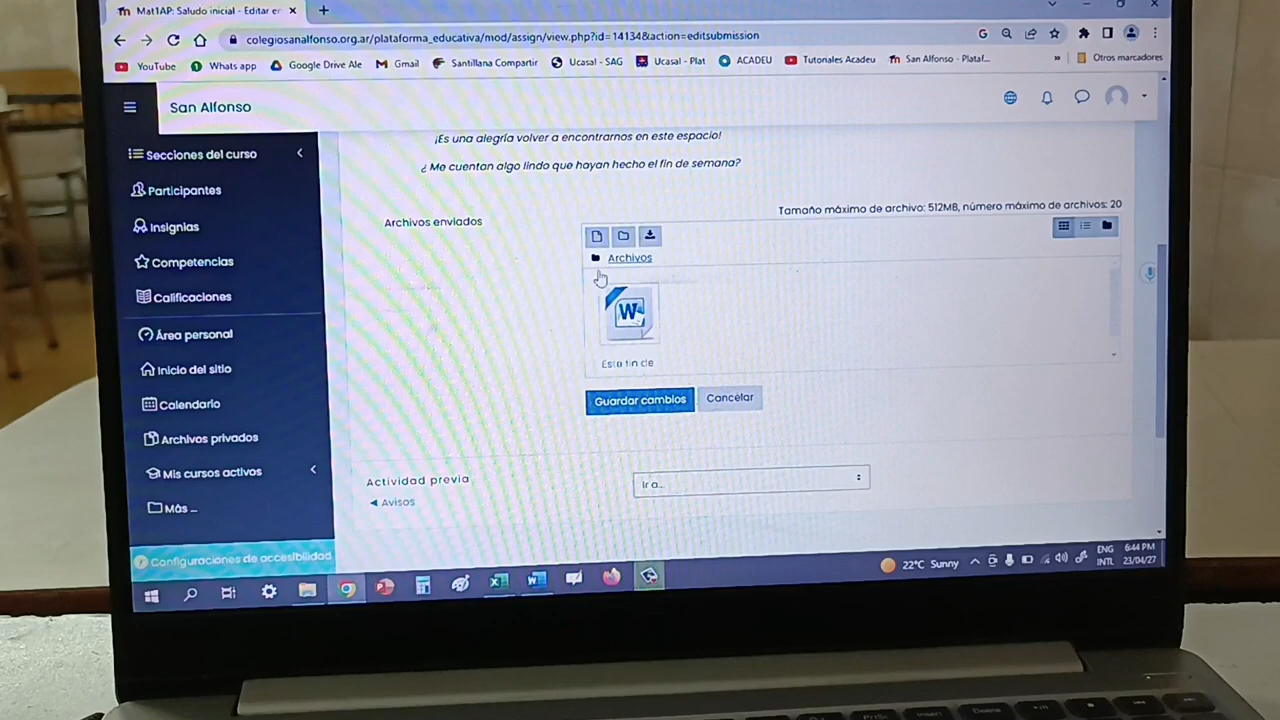 Mat1AP: Saludo inicial - Editar er
colegiosanalfonso.org.ar/plataforma_educativa/mod/assign/view.php?id=14134&action=editsubmission
YouTube Whats app Google Drive Ale Gmail Santillana Compartir Ucasal - SAG Ucasal - Plat ACADEU Tutoriales Acadeu San Alfonso - Plataf... » Otros marcadores
San Alfonso
¡Es una alegría volver a encontrarnos en este espacio!
¿ Me cuentan algo lindo que hayan hecho el fin de semana?
Secciones del curso
Participantes
Insignias
Competencias
Calificaciones
Área personal
Inicio del sitio
Calendario
Archivos privados
Mis cursos activos
Más ...
Configuraciones de accesibilidad
Archivos enviados
Tamaño máximo de archivo: 512MB, número máximo de archivos: 20
Archivos
W
Este fin de
Guardar cambios Cancelar
Actividad previa
◄ Avisos
Ir a...
22°C Sunny
ENG
INTL
6:44 PM
23/04/27